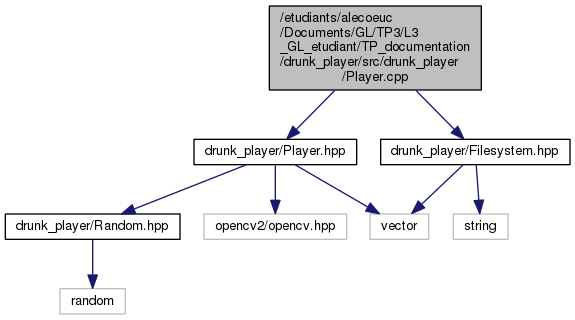 /etudiants/alecoeuc
/Documents/GL/TP3/L3
_GL_etudiant/TP_documentation
/drunk_player/src/drunk_player
/Player.cpp
drunk_player/Player.hpp
drunk_player/Filesystem.hpp
drunk_player/Random.hpp
opencv2/opencv.hpp
vector
string
random